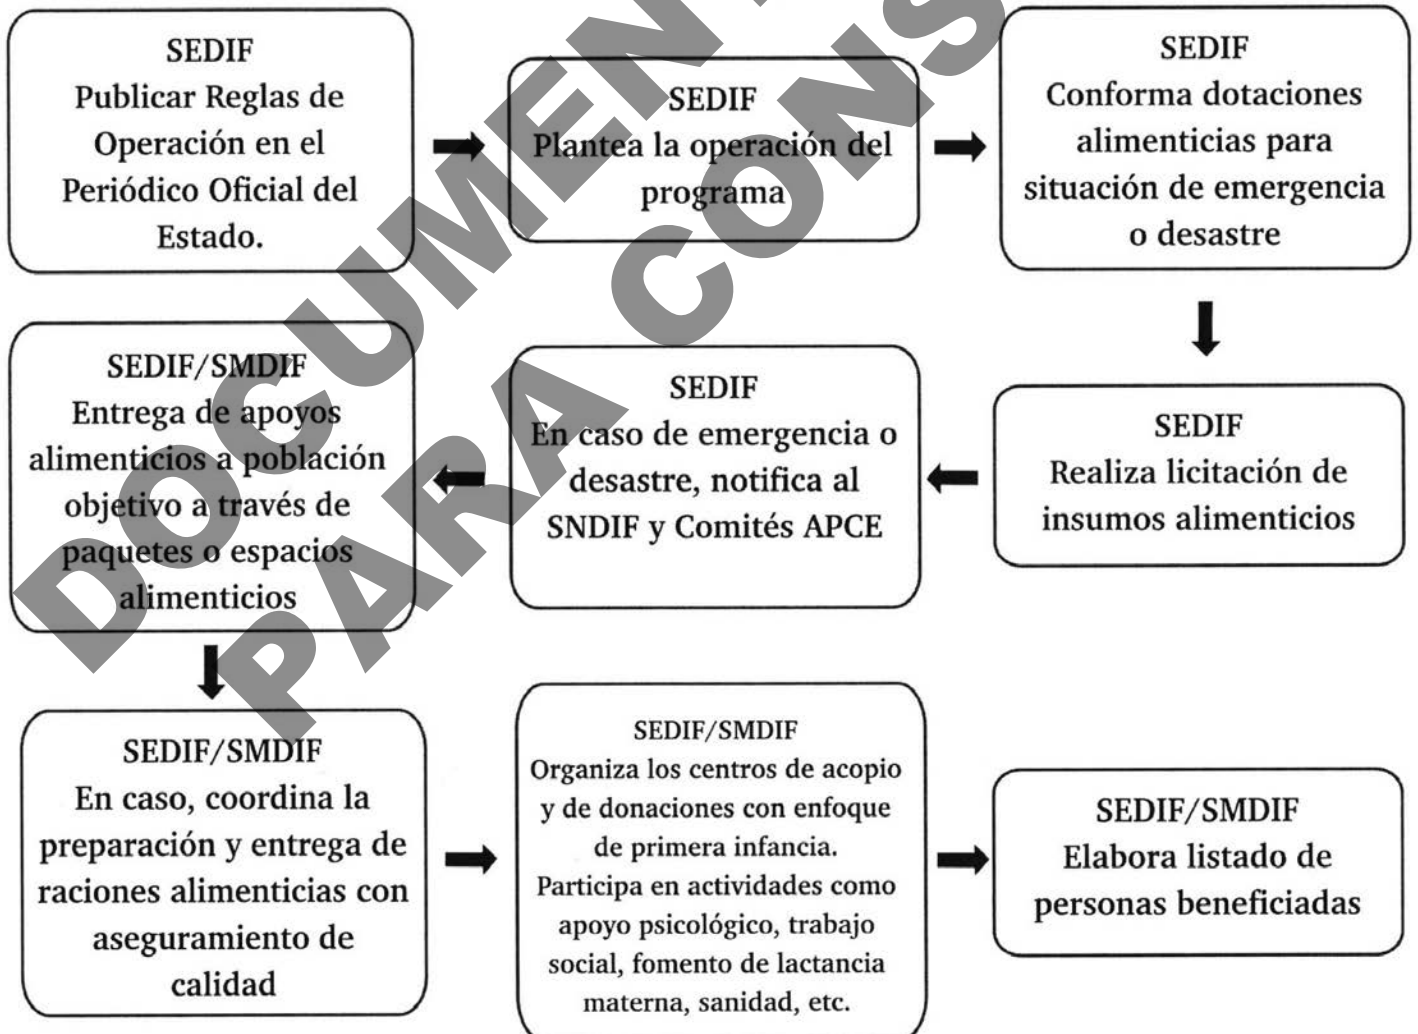 SEDIF
Publicar Reglas de
Operación en el
Periódico Oficial del
Estado.
SEDIF
Plantea la operación del
programa
SEDIF
Conforma dotaciones
alimenticias para
situación de emergencia
o desastre
SEDIF
Realiza licitación de
insumos alimenticios
SEDIF
En caso de emergencia o
desastre, notifica al
SNDIF y Comités APCE
SEDIF/SMDIF
Entrega de apoyos
alimenticios a población
objetivo a través de
paquetes o espacios
alimenticios
SEDIF/SMDIF
En caso, coordina la
preparación y entrega de
raciones alimenticias con
aseguramiento de
calidad
SEDIF/SMDIF
Organiza los centros de acopio
y de donaciones con enfoque
de primera infancia.
Participa en actividades como
apoyo psicológico, trabajo
social, fomento de lactancia
materna, sanidad, etc.
SEDIF/SMDIF
Elabora listado de
personas beneficiadas
DOCUMEN
PARA CONS